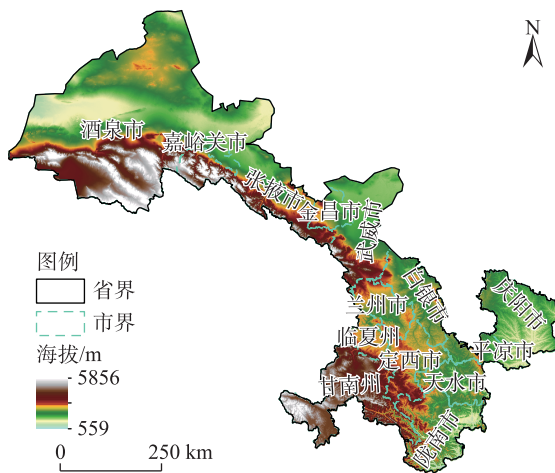 N
酒泉市
嘉峪关市
张掖市
金昌市
武威市
白银市
庆阳市
兰州市
临夏州
定西市
平凉市
甘南州
天水市
陇南市
图例
省界
市界
海拔/m
5856
559
0 250 km